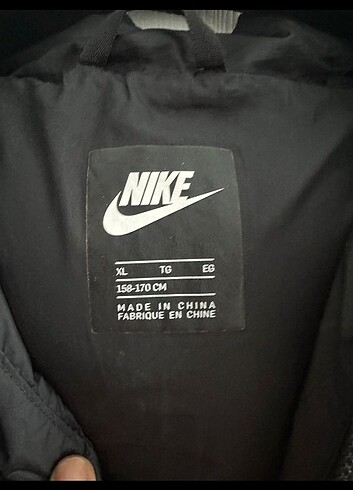 NIKE
XL TG EG
158-170 CM
MADE IN CHINA
FABRIQUE EN CHINE